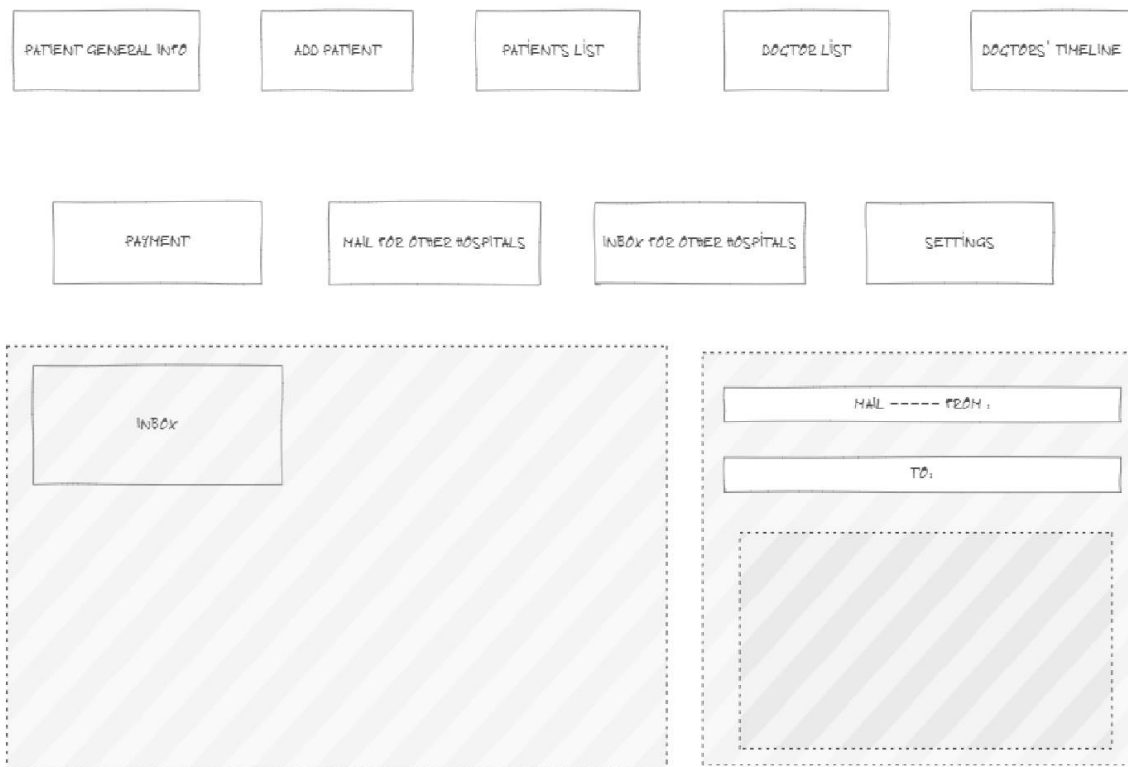 PATIENT GENERAL INFO
ADD PATIENT
PATIENTS LIST
DOCTOR LIST
DOCTORS' TIMELINE
PAYMENT
MAIL FOR OTHER HOSPITALS
INBOX FOR OTHER HOSPITALS
SETTINGS
INBOX
MAIL ----- FROM :
TO: